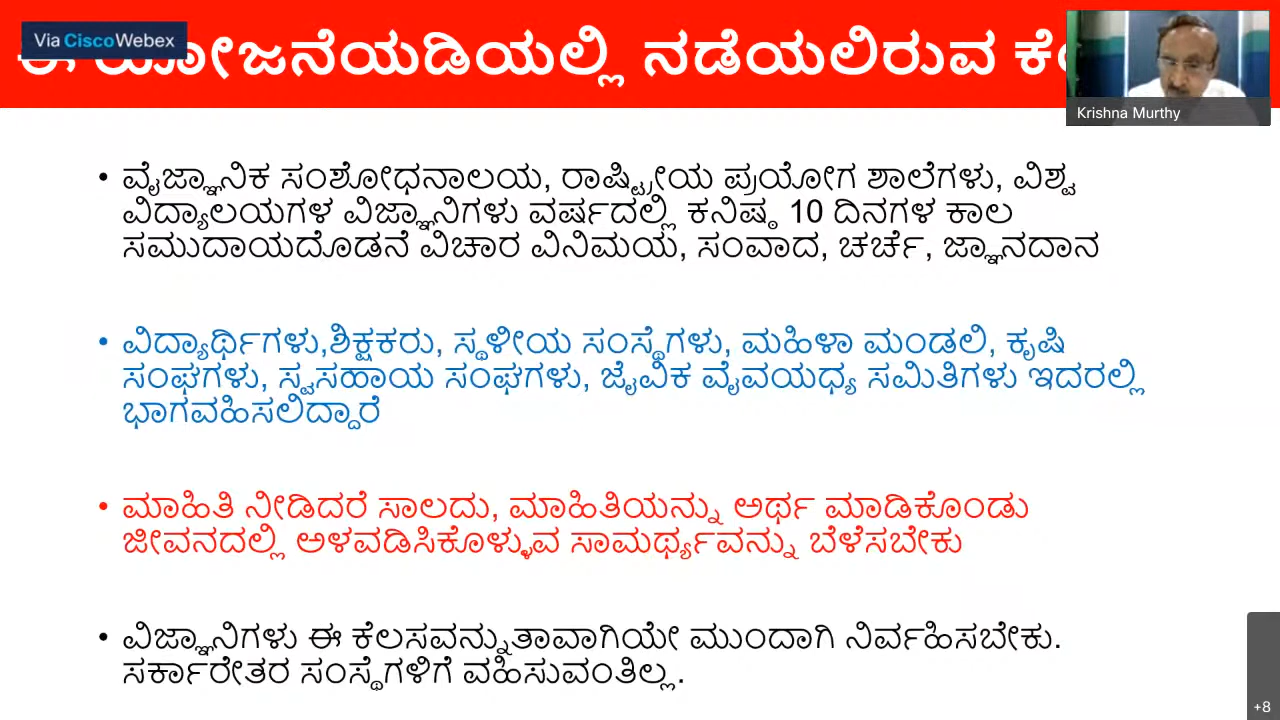 Via Cisco Webex
ಈ ಯೋಜನೆಯಡಿಯಲ್ಲಿ ನಡೆಯಲಿರುವ
Krishna Murthy
• ವೈಜ್ಞಾನಿಕ ಸಂಶೋಧನಾಲಯ, ರಾಷ್ಟ್ರೀಯ ಪ್ರಯೋಗ ಶಾಲೆಗಳು, ವಿಶ್ವ
ವಿದ್ಯಾಲಯಗಳ ವಿಜ್ಞಾನಿಗಳು ವರ್ಷದಲ್ಲಿ ಕನಿಷ್ಠ 10 ದಿನಗಳ ಕಾಲ
ಸಮುದಾಯದೊಡನೆ ವಿಚಾರ ವಿನಿಮಯ, ಸಂವಾದ, ಚರ್ಚೆ, ಜ್ಞಾನದಾನ
• ವಿದ್ಯಾರ್ಥಿಗಳು,ಶಿಕ್ಷಕರು, ಸ್ಥಳೀಯ ಸಂಸ್ಥೆಗಳು, ಮಹಿಳಾ ಮಂಡಲಿ, ಕೃಷಿ
ಸಂಘಗಳು, ಸ್ವಸಹಾಯ ಸಂಘಗಳು, ಜೈವಿಕ ವೈವಯಧ್ಯ ಸಮಿತಿಗಳು ಇದರಲ್ಲಿ
ಭಾಗವಹಿಸಲಿದ್ದಾರೆ
• ಮಾಹಿತಿ ನೀಡಿದರೆ ಸಾಲದು, ಮಾಹಿತಿಯನ್ನು ಅರ್ಥ ಮಾಡಿಕೊಂಡು
ಜೀವನದಲ್ಲಿ ಅಳವಡಿಸಿಕೊಳ್ಳುವ ಸಾಮರ್ಥ್ಯವನ್ನು ಬೆಳೆಸಬೇಕು
• ವಿಜ್ಞಾನಿಗಳು ಈ ಕೆಲಸವನ್ನುತಾವಾಗಿಯೇ ಮುಂದಾಗಿ ನಿರ್ವಹಿಸಬೇಕು.
ಸರ್ಕಾರೇತರ ಸಂಸ್ಥೆಗಳಿಗೆ ವಹಿಸುವಂತಿಲ್ಲ.
+8